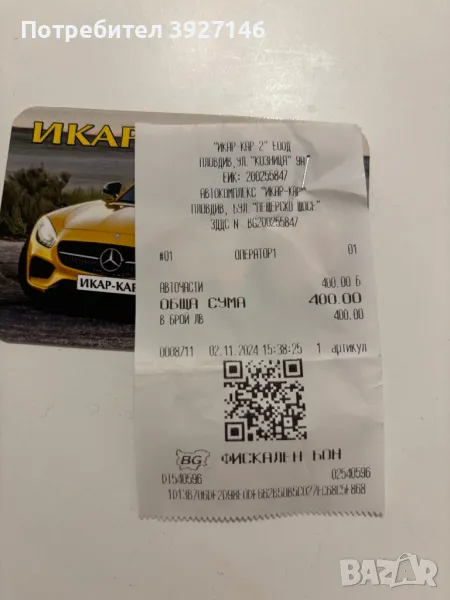 Потребител 3927146
ИКАР
ИКАР-КАР
"ИКАР КАР 2" ЕООД
ПЛОВДИВ,УЛ. "КОЗНИЦА" 9А
ЕИК: 200255847
АВТОКОМПЛЕКС "ИКАР-КАР"
ПЛОВДИВ, БУЛ."ПЕЩЕРСКО ШОСЕ"
ЗДДС N BG200255847
#01 ОПЕРАТОР1 01
АВТОЧАСТИ 400.00 Б
ОБЩА СУМА 400.00
В БРОЙ ЛВ 400.00
0008711 02.11.2024 15:38:25 1 артикул
BG ФИСКАЛЕН БОН
DT540596 02540596
BAZAR